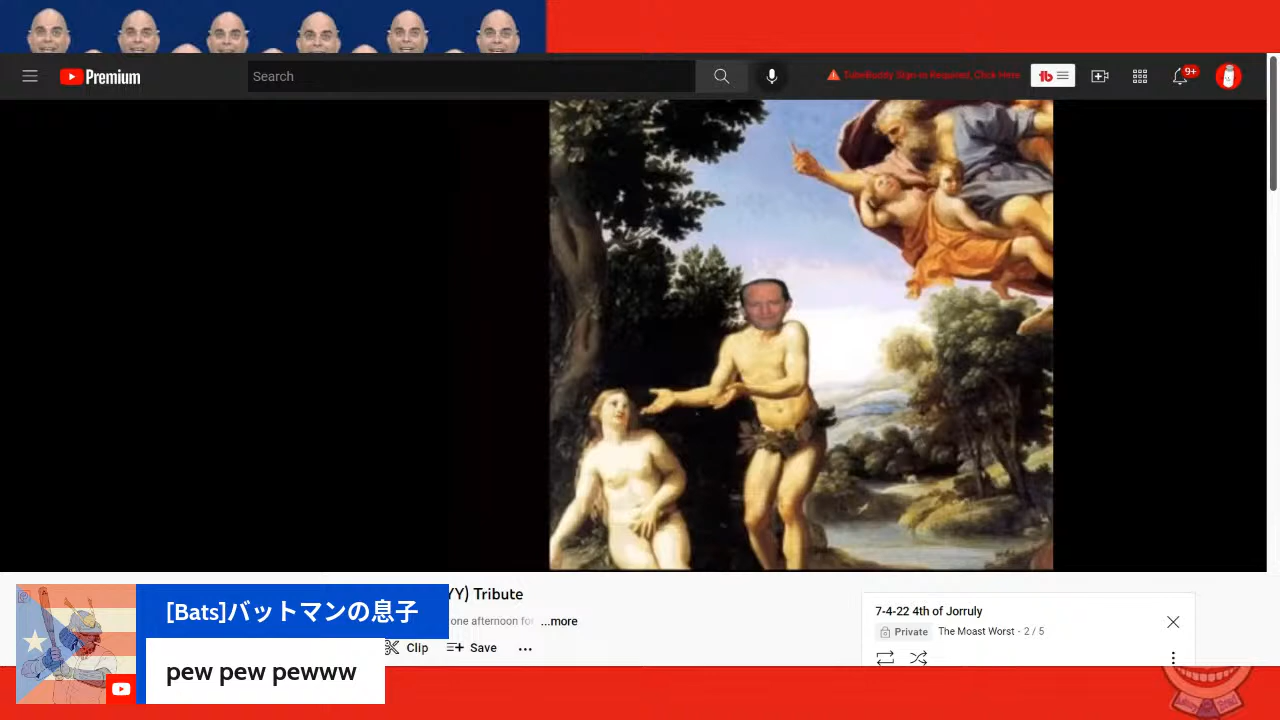 Premium
Search
TubeBuddy Sign-In Required, Click Here
tb
9+
YY) Tribute
one afternoon fo ...more
Clip
Save
7-4-22 4th of Jorruly
Private
The Moast Worst - 2 / 5
[Bats]バットマンの息子
pew pew pewww